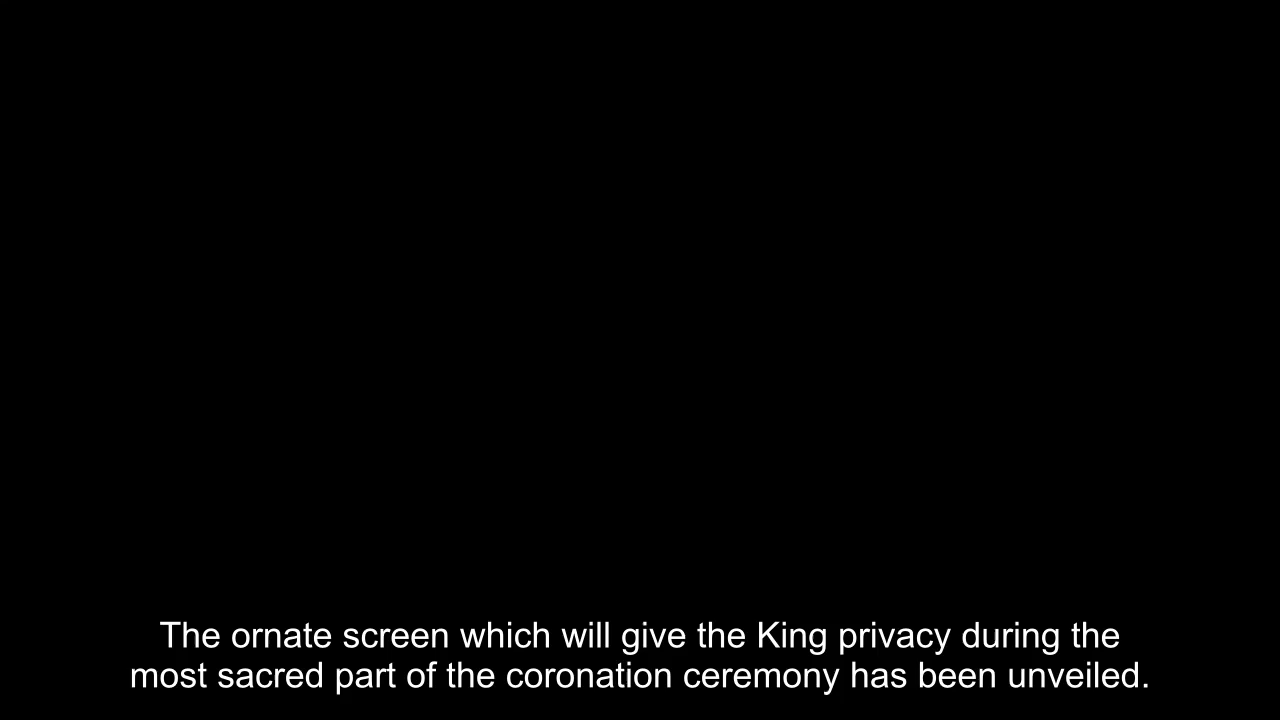 The ornate screen which will give the King privacy during the
most sacred part of the coronation ceremony has been unveiled.